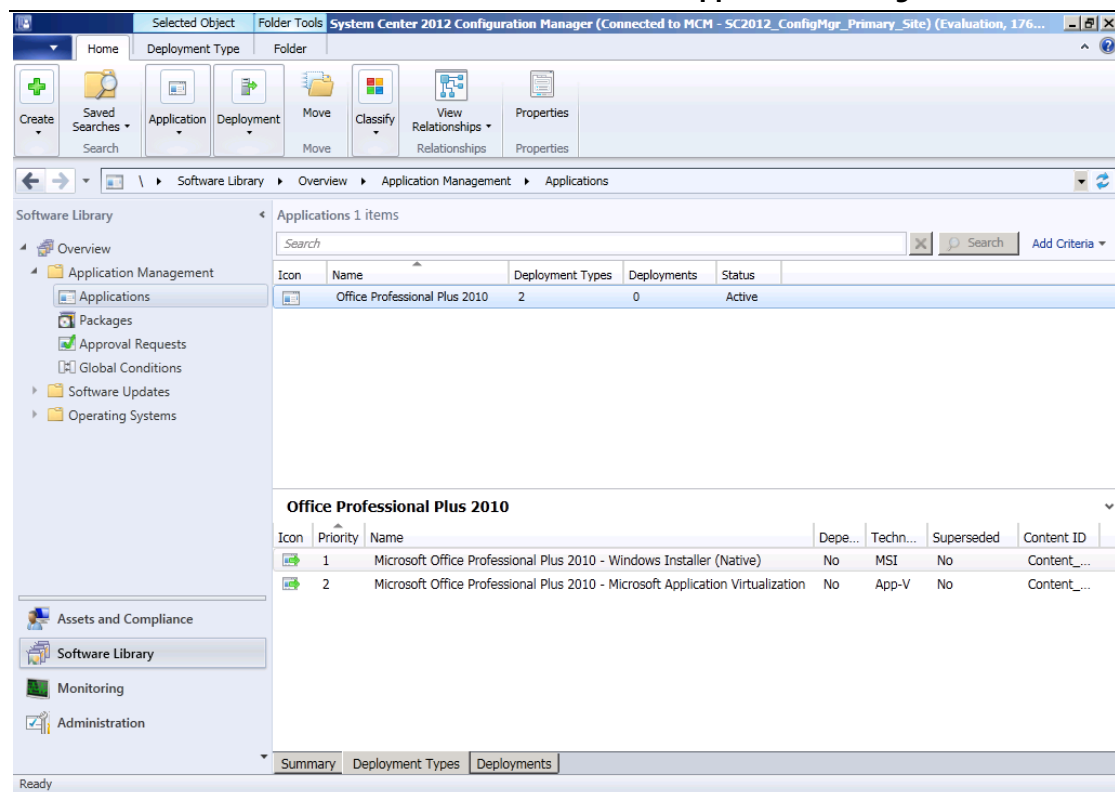 Selected Object Folder Tools System Center 2012 Configuration Manager (Connected to MCM - SC2012_ConfigMgr_Primary_Site) (Evaluation, 176...
Home Deployment Type Folder
Create Saved Searches Application Deployment Move Classify View Relationships Properties
Search Move Relationships Properties
\ Software Library Overview Application Management Applications
Software Library
Overview
Application Management
Applications
Packages
Approval Requests
Global Conditions
Software Updates
Operating Systems
Assets and Compliance
Software Library
Monitoring
Administration
Applications 1 items
Search Search Add Criteria
Icon Name Deployment Types Deployments Status
Office Professional Plus 2010 2 0 Active
Office Professional Plus 2010
Icon Priority Name Depe... Techn... Superseded Content ID
1 Microsoft Office Professional Plus 2010 - Windows Installer (Native) No MSI No Content_...
2 Microsoft Office Professional Plus 2010 - Microsoft Application Virtualization No App-V No Content_...
Summary Deployment Types Deployments
Ready